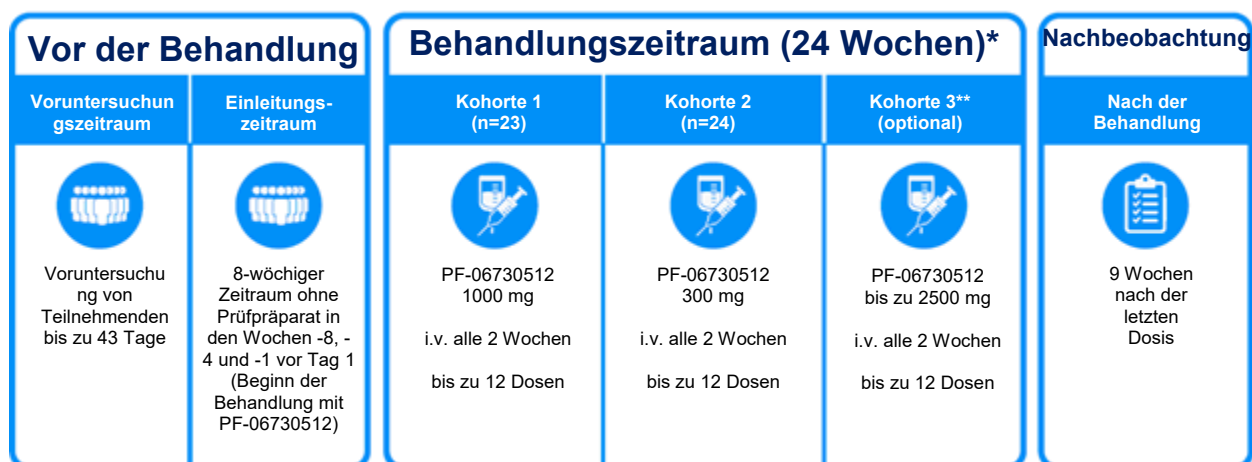 Vor der Behandlung
Voruntersuchun
gszeitraum
Einleitungs-
zeitraum
Voruntersuchu
ng von
Teilnehmenden
bis zu 43 Tage
8-wöchiger
Zeitraum ohne
Prüfpräparat in
den Wochen -8, -
4 und -1 vor Tag 1
(Beginn der
Behandlung mit
PF-06730512)
Behandlungszeitraum (24 Wochen)*
Kohorte 1
(n=23)
PF-06730512
1000 mg
i.v. alle 2 Wochen
bis zu 12 Dosen
Kohorte 2
(n=24)
PF-06730512
300 mg
i.v. alle 2 Wochen
bis zu 12 Dosen
Kohorte 3**
(optional)
PF-06730512
bis zu 2500 mg
i.v. alle 2 Wochen
bis zu 12 Dosen
Nachbeobachtung
Nach der
Behandlung
9 Wochen
nach der
letzten
Dosis